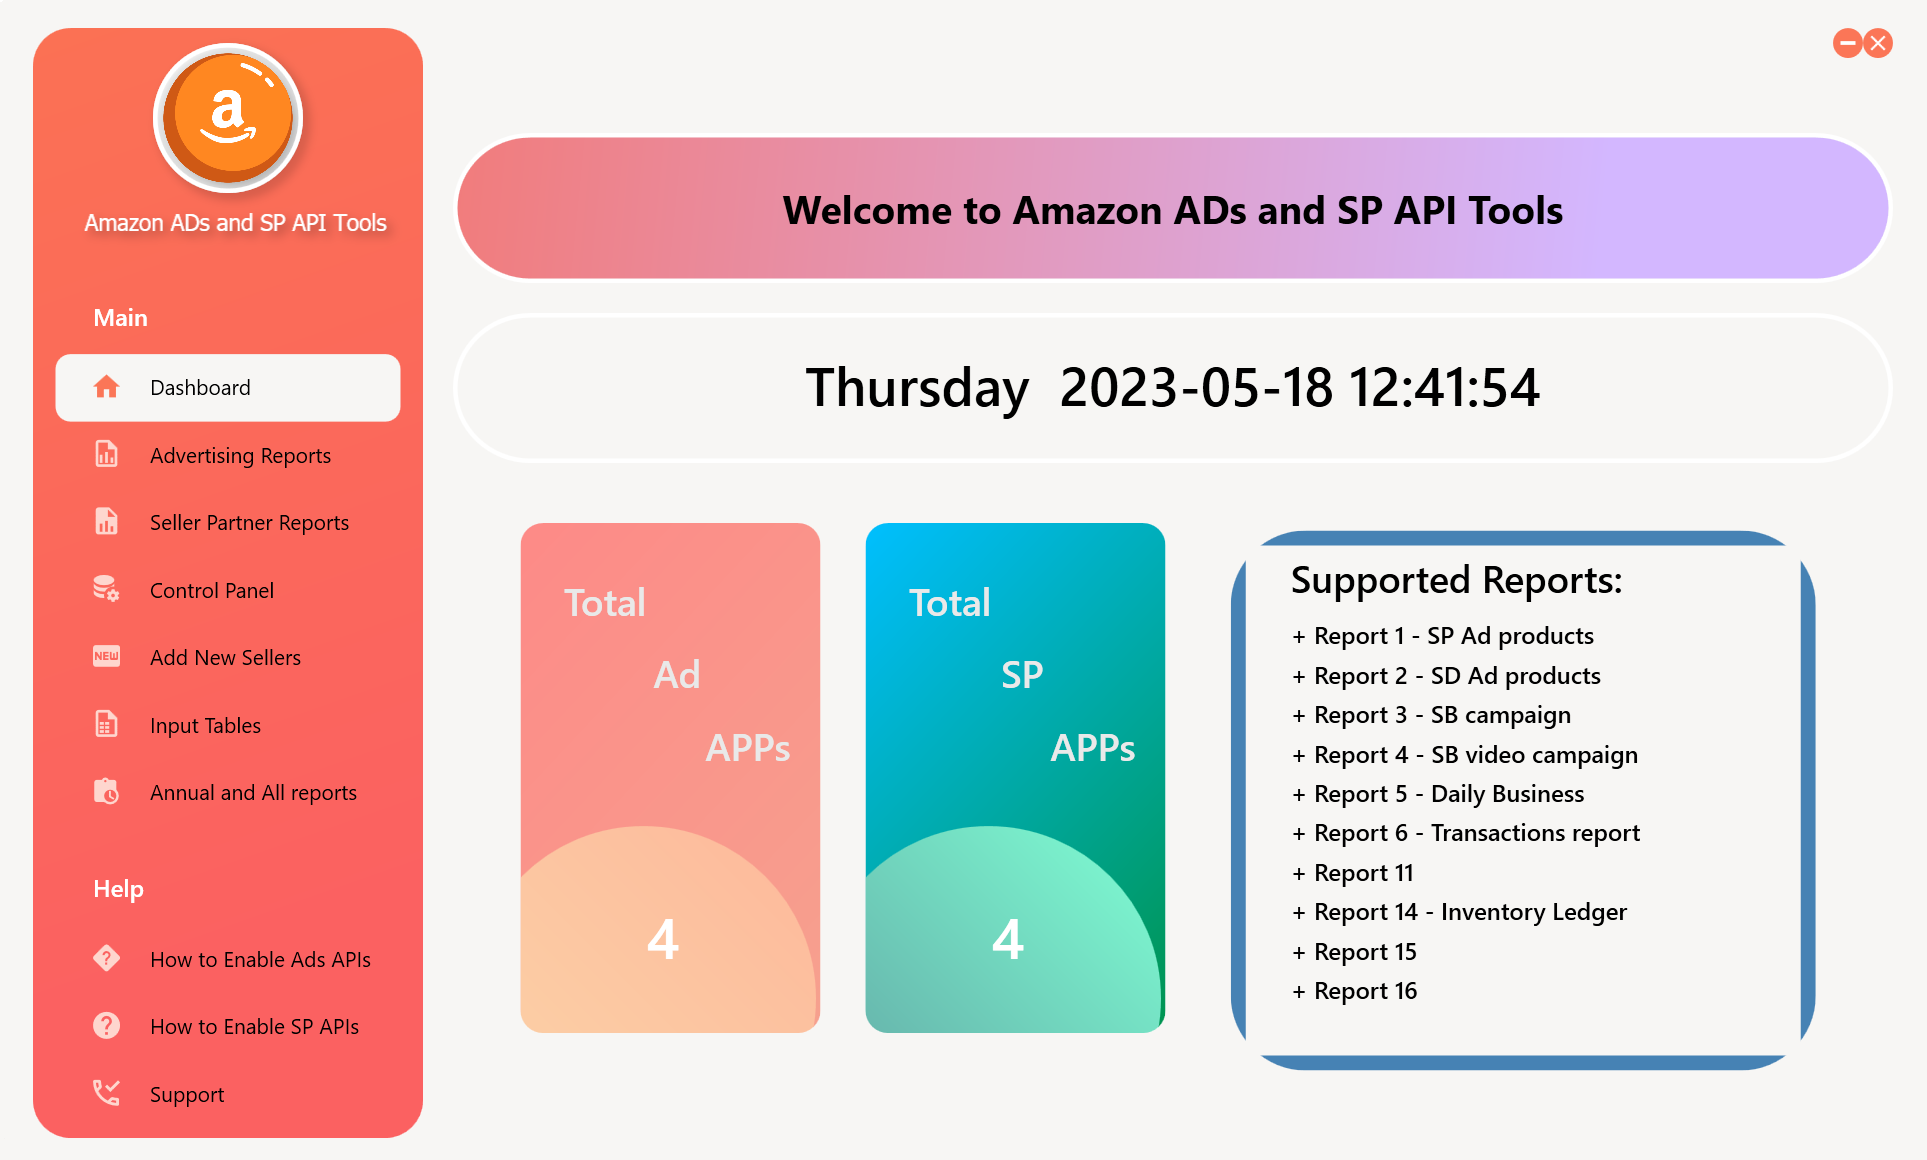 a
Amazon ADs and SP API Tools
Main
Dashboard
Advertising Reports
Seller Partner Reports
Control Panel
NEW
Add New Sellers
Input Tables
Annual and All reports
Help
?
How to Enable Ads APIs
?
How to Enable SP APIs
Support
Welcome to Amazon ADs and SP API Tools
Thursday 2023-05-18 12:41:54
Total
Ad
APPs
4
Total
SP
APPs
4
Supported Reports:
+ Report 1 - SP Ad products
+ Report 2 - SD Ad products
+ Report 3 - SB campaign
+ Report 4 - SB video campaign
+ Report 5 - Daily Business
+ Report 6 - Transactions report
+ Report 11
+ Report 14 - Inventory Ledger
+ Report 15
+ Report 16